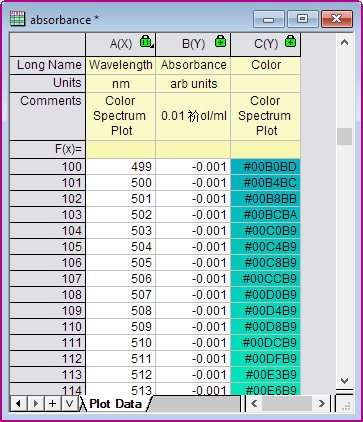 absorbance *
A(X) B(Y) C(Y)
Long Name Wavelength Absorbance Color
Units nm arb units
Comments Color Spectrum Plot 0.01 祄ol/ml Color Spectrum Plot
F(x)=
100 499 -0.001 #00B0BD
101 500 -0.001 #00B4BC
102 501 -0.001 #00B8BB
103 502 -0.001 #00BCBA
104 503 -0.001 #00C0B9
105 504 -0.001 #00C4B9
106 505 -0.001 #00C8B9
107 506 -0.001 #00CCB9
108 507 -0.001 #00D0B9
109 508 -0.001 #00D4B9
110 509 -0.001 #00D8B9
111 510 -0.001 #00DCB9
112 511 -0.001 #00DFB9
113 512 -0.001 #00E3B9
114 513 -0.001 #00E6B9
Plot Data